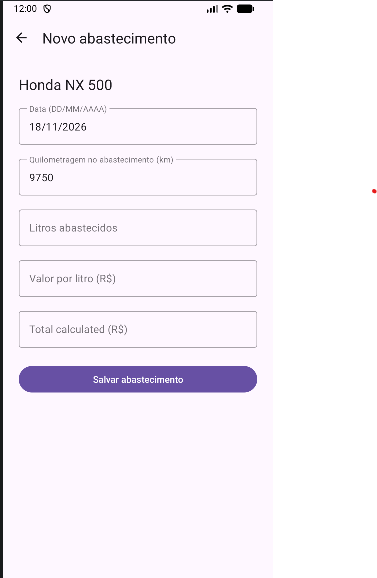 12:00
Novo abastecimento
Honda NX 500
Data (DD/MM/AAAA)
18/11/2026
Quilometragem no abastecimento (km)
9750
Litros abastecidos
Valor por litro (R$)
Total calculated (R$)
Salvar abastecimento